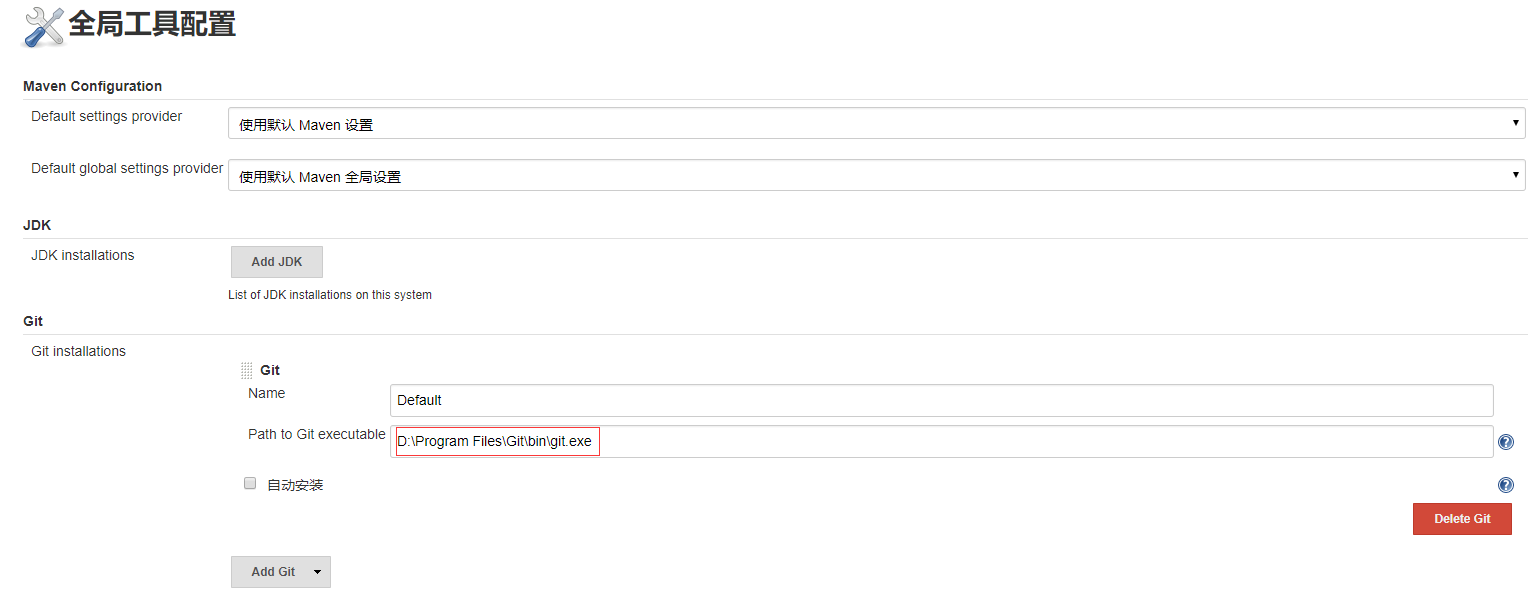 全局工具配置
Maven Configuration
Default settings provider
使用默认 Maven 设置
Default global settings provider
使用默认 Maven 全局设置
JDK
JDK installations
Add JDK
List of JDK installations on this system
Git
Git installations
Git
Name
Default
Path to Git executable
D:\Program Files\Git\bin\git.exe
自动安装
Delete Git
Add Git